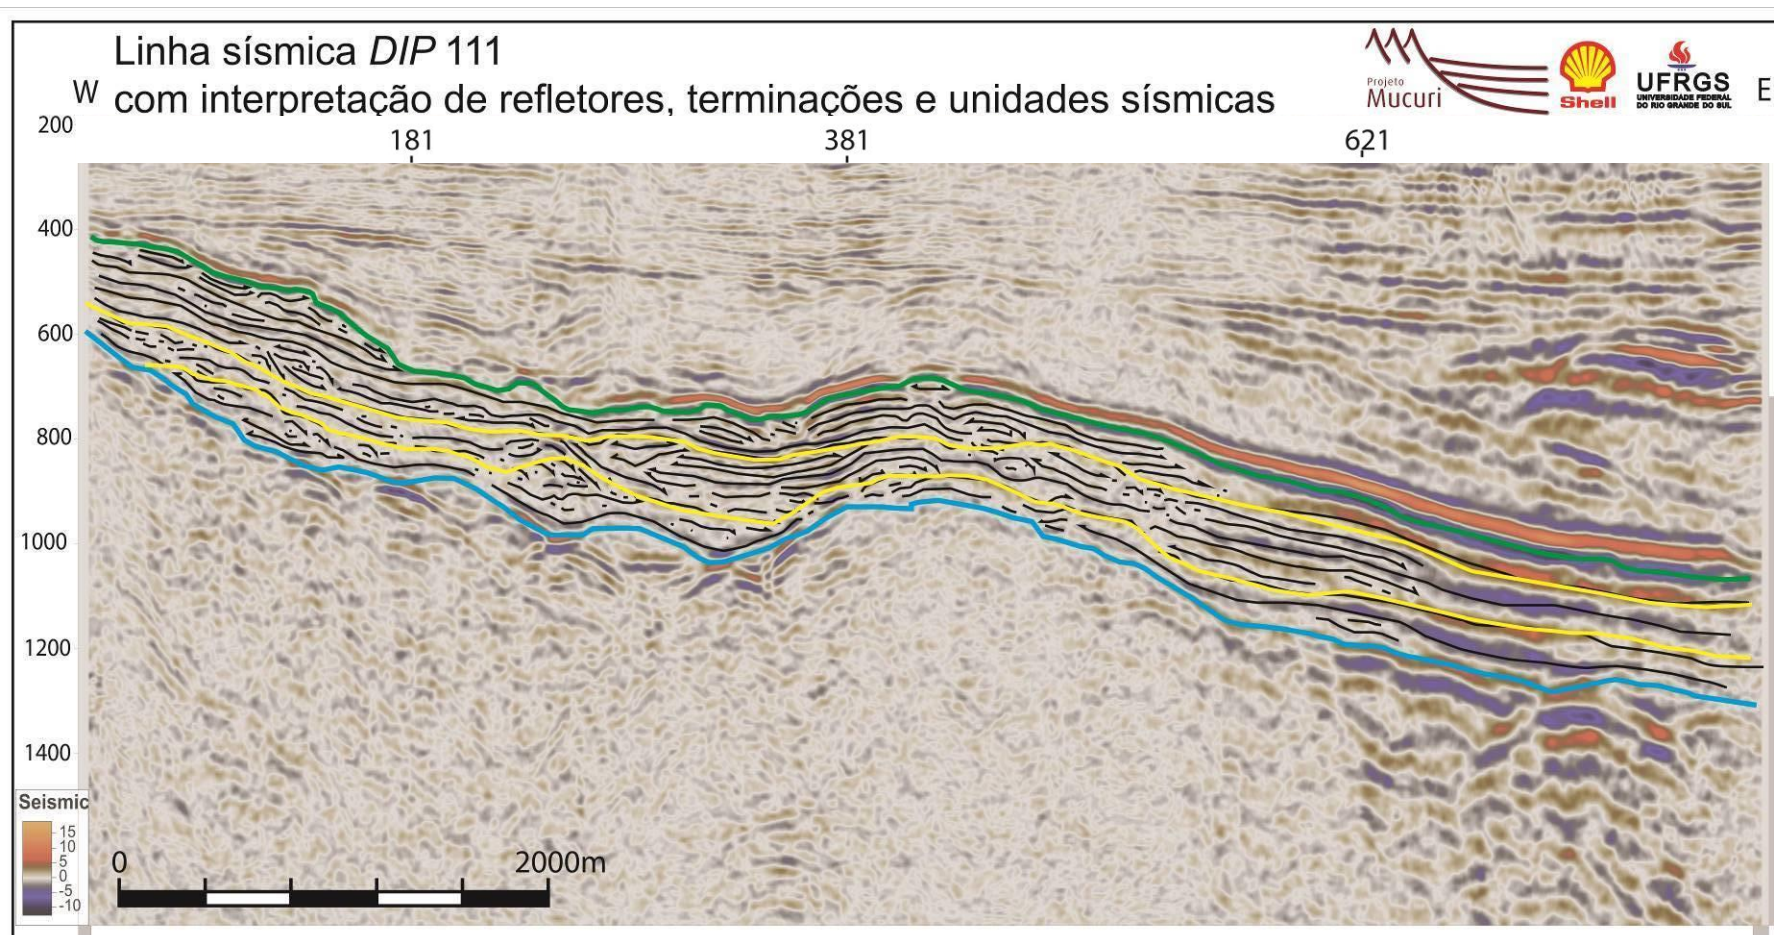 Linha sísmica DIP 111
W com interpretação de refletores, terminações e unidades sísmicas
Projeto
Mucuri
Shell
UFRGS
UNIVERSIDADE FEDERAL
DO RIO GRANDE DO SUL
E
181 381 621
200
400
600
800
1000
1200
1400
Seismic
15
10
5
0
-5
-10
0 2000m